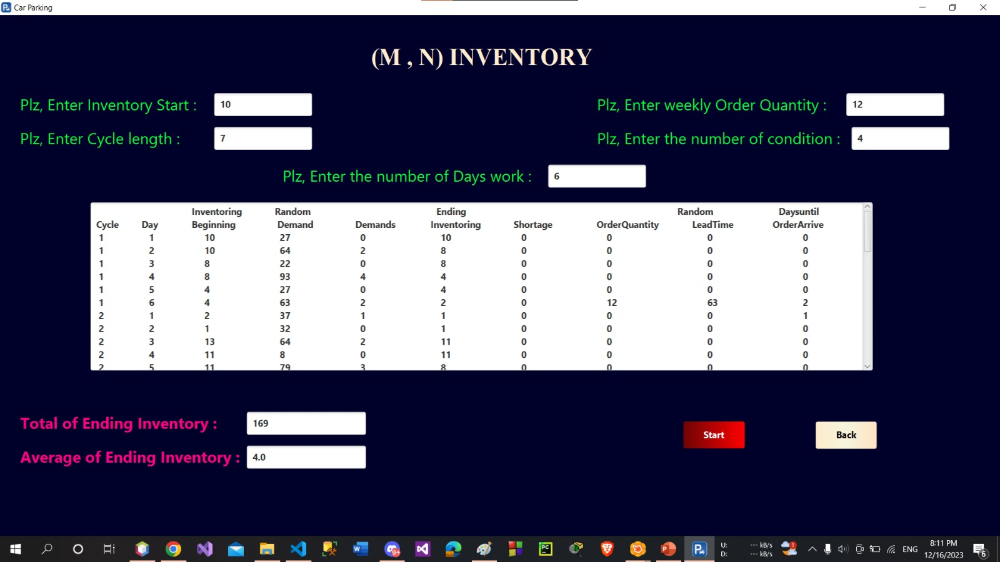 Car Parking
(M , N) INVENTORY
Plz, Enter Inventory Start : 10
Plz, Enter weekly Order Quantity : 12
Plz, Enter Cycle length : 7
Plz, Enter the number of condition : 4
Plz, Enter the number of Days work : 6
Inventoring Random Ending Random Daysuntil
Cycle Day Beginning Demand Demands Inventoring Shortage OrderQuantity LeadTime OrderArrive
1 1 10 27 0 10 0 0 0 0
1 2 10 64 2 8 0 0 0 0
1 3 8 22 0 8 0 0 0 0
1 4 8 93 4 4 0 0 0 0
1 5 4 27 0 4 0 0 0 0
1 6 4 63 2 2 0 12 63 2
2 1 2 37 1 1 0 0 0 1
2 2 1 32 0 1 0 0 0 0
2 3 13 64 2 11 0 0 0 0
2 4 11 8 0 11 0 0 0 0
2 5 11 79 3 8 0 0 0 0
Total of Ending Inventory : 169
Start Back
Average of Ending Inventory : 4.0
U: --- kB/s
D: --- kB/s
ENG
8:11 PM
12/16/2023